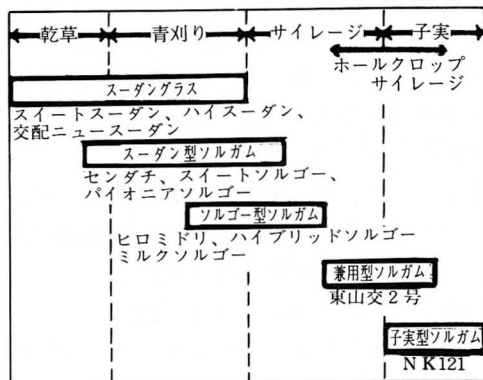 乾草 青刈り サイレージ 子実
ホールクロップ
サイレージ
スーダングラス
スイートスーダン、ハイスーダン、
交配ニュースーダン
スーダン型ソルガム
センダチ、スイートソルゴー、
パイオニアソルゴー
ソルゴー型ソルガム
ヒロミドリ、ハイブリッドソルゴー
ミルクソルゴー
兼用型ソルガム
東山交2号
子実型ソルガム
NK121